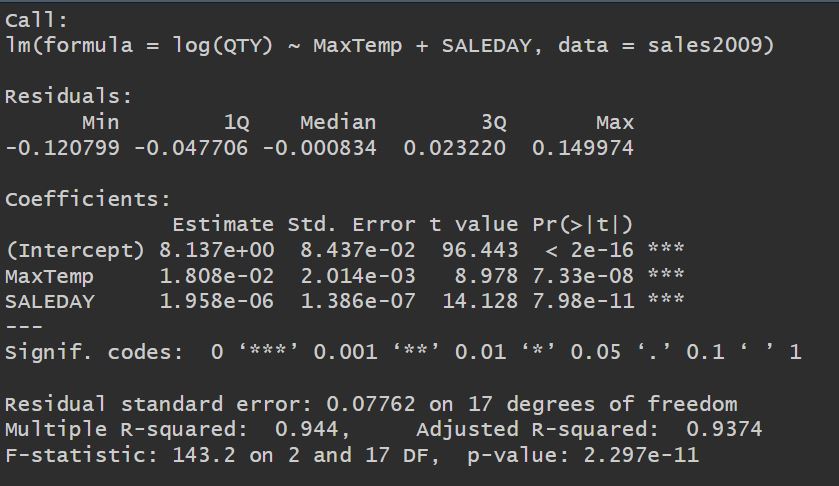 Call:
lm(formula = log(QTY) ~ MaxTemp + SALEDAY, data = sales2009)
Residuals:
Min 1Q Median 3Q Max
-0.120799 -0.047706 -0.000834 0.023220 0.149974
Coefficients:
Estimate Std. Error t value Pr(>|t|)
(Intercept) 8.137e+00 8.437e-02 96.443 < 2e-16 ***
MaxTemp 1.808e-02 2.014e-03 8.978 7.33e-08 ***
SALEDAY 1.958e-06 1.386e-07 14.128 7.98e-11 ***
---
Signif. codes: 0 ‘***’ 0.001 ‘**’ 0.01 ‘*’ 0.05 ‘.’ 0.1 ‘ ’ 1
Residual standard error: 0.07762 on 17 degrees of freedom
Multiple R-squared: 0.944, Adjusted R-squared: 0.9374
F-statistic: 143.2 on 2 and 17 DF, p-value: 2.297e-11